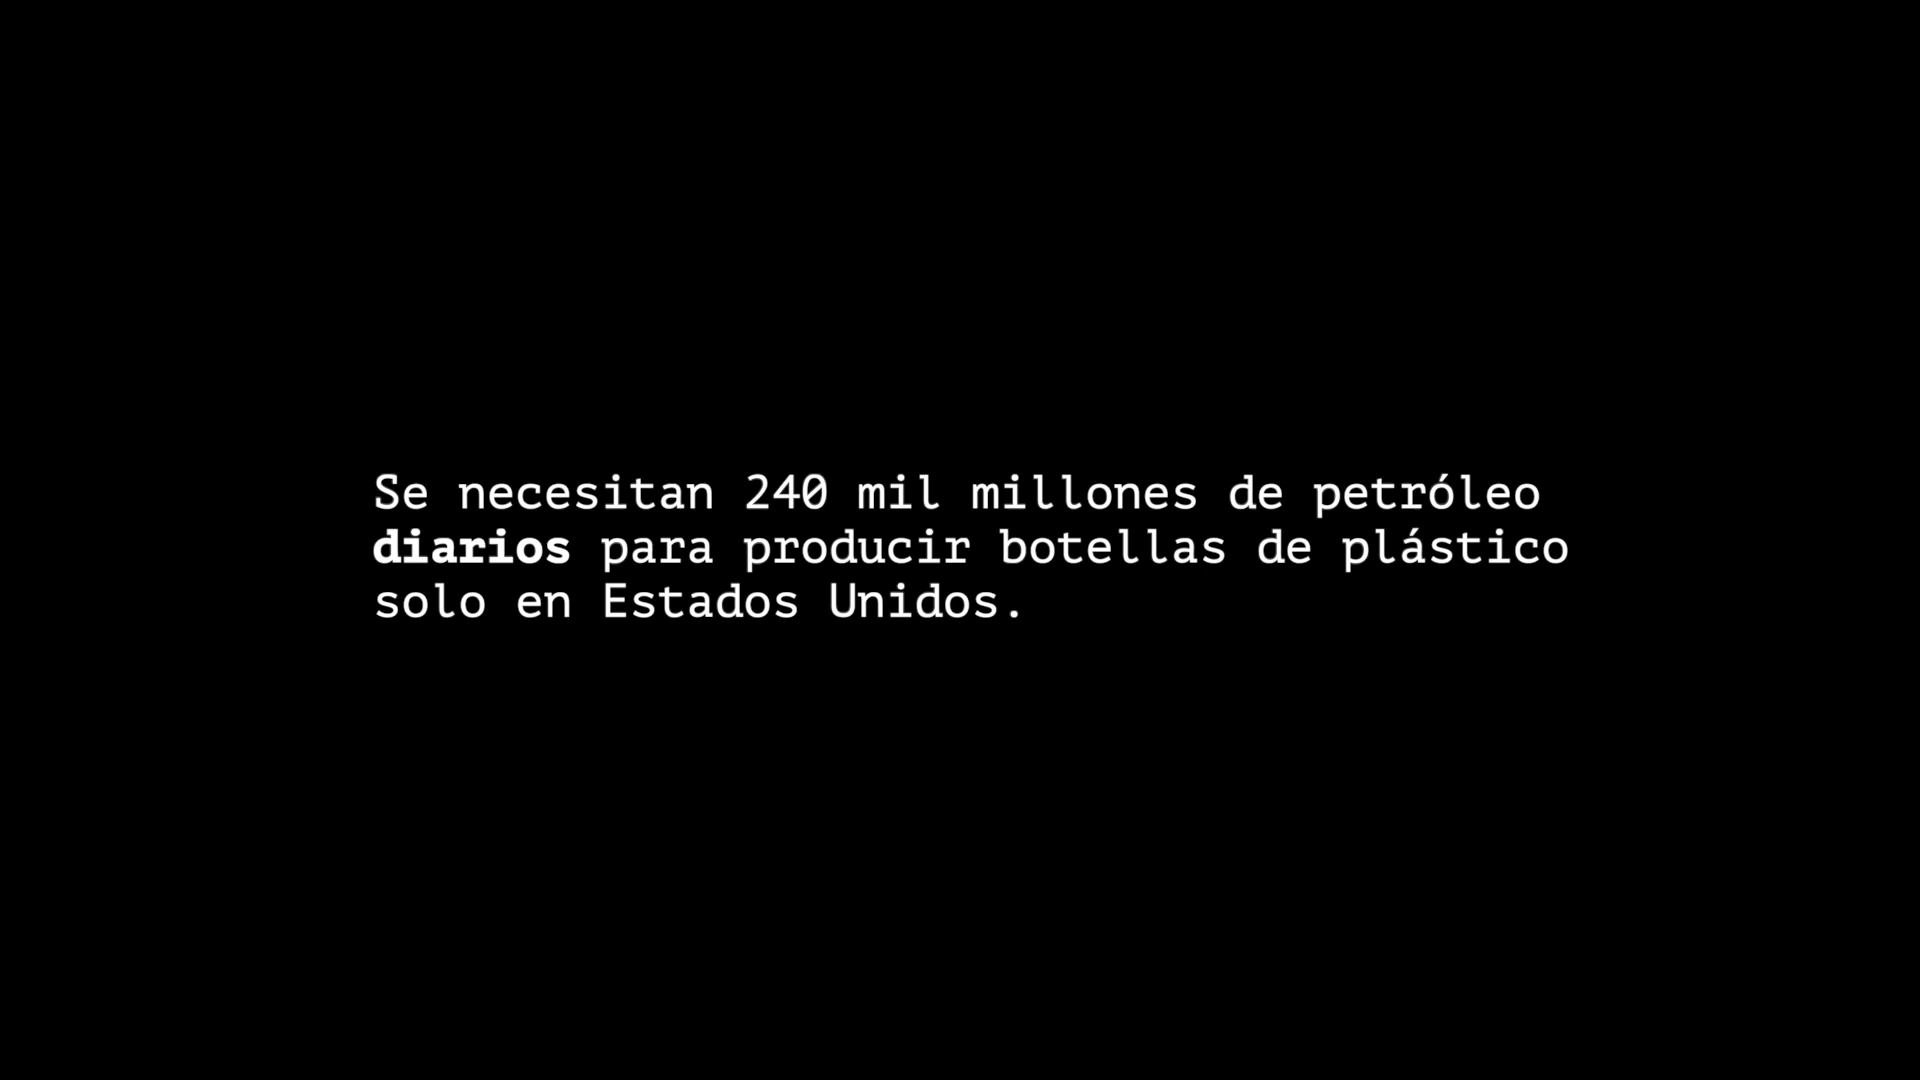 Se necesitan 240 mil millones de petróleo
diarios para producir botellas de plástico
solo en Estados Unidos.